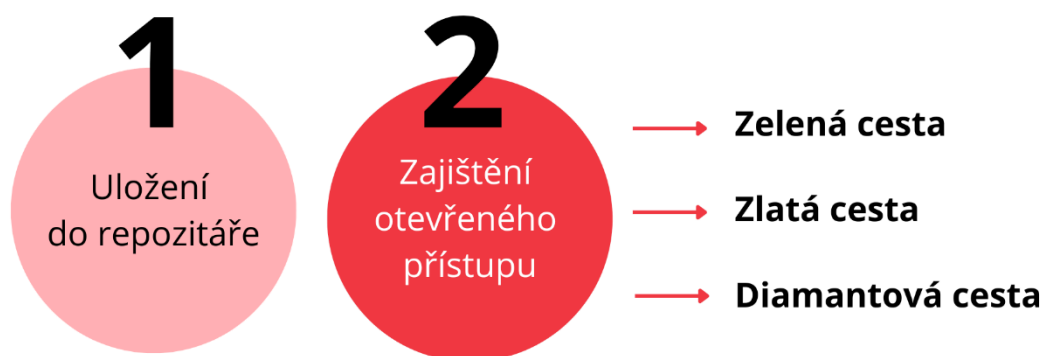 1
Uložení
do repozitáře
2
Zajištění
otevřeného
přístupu
Zelená cesta
Zlatá cesta
Diamantová cesta